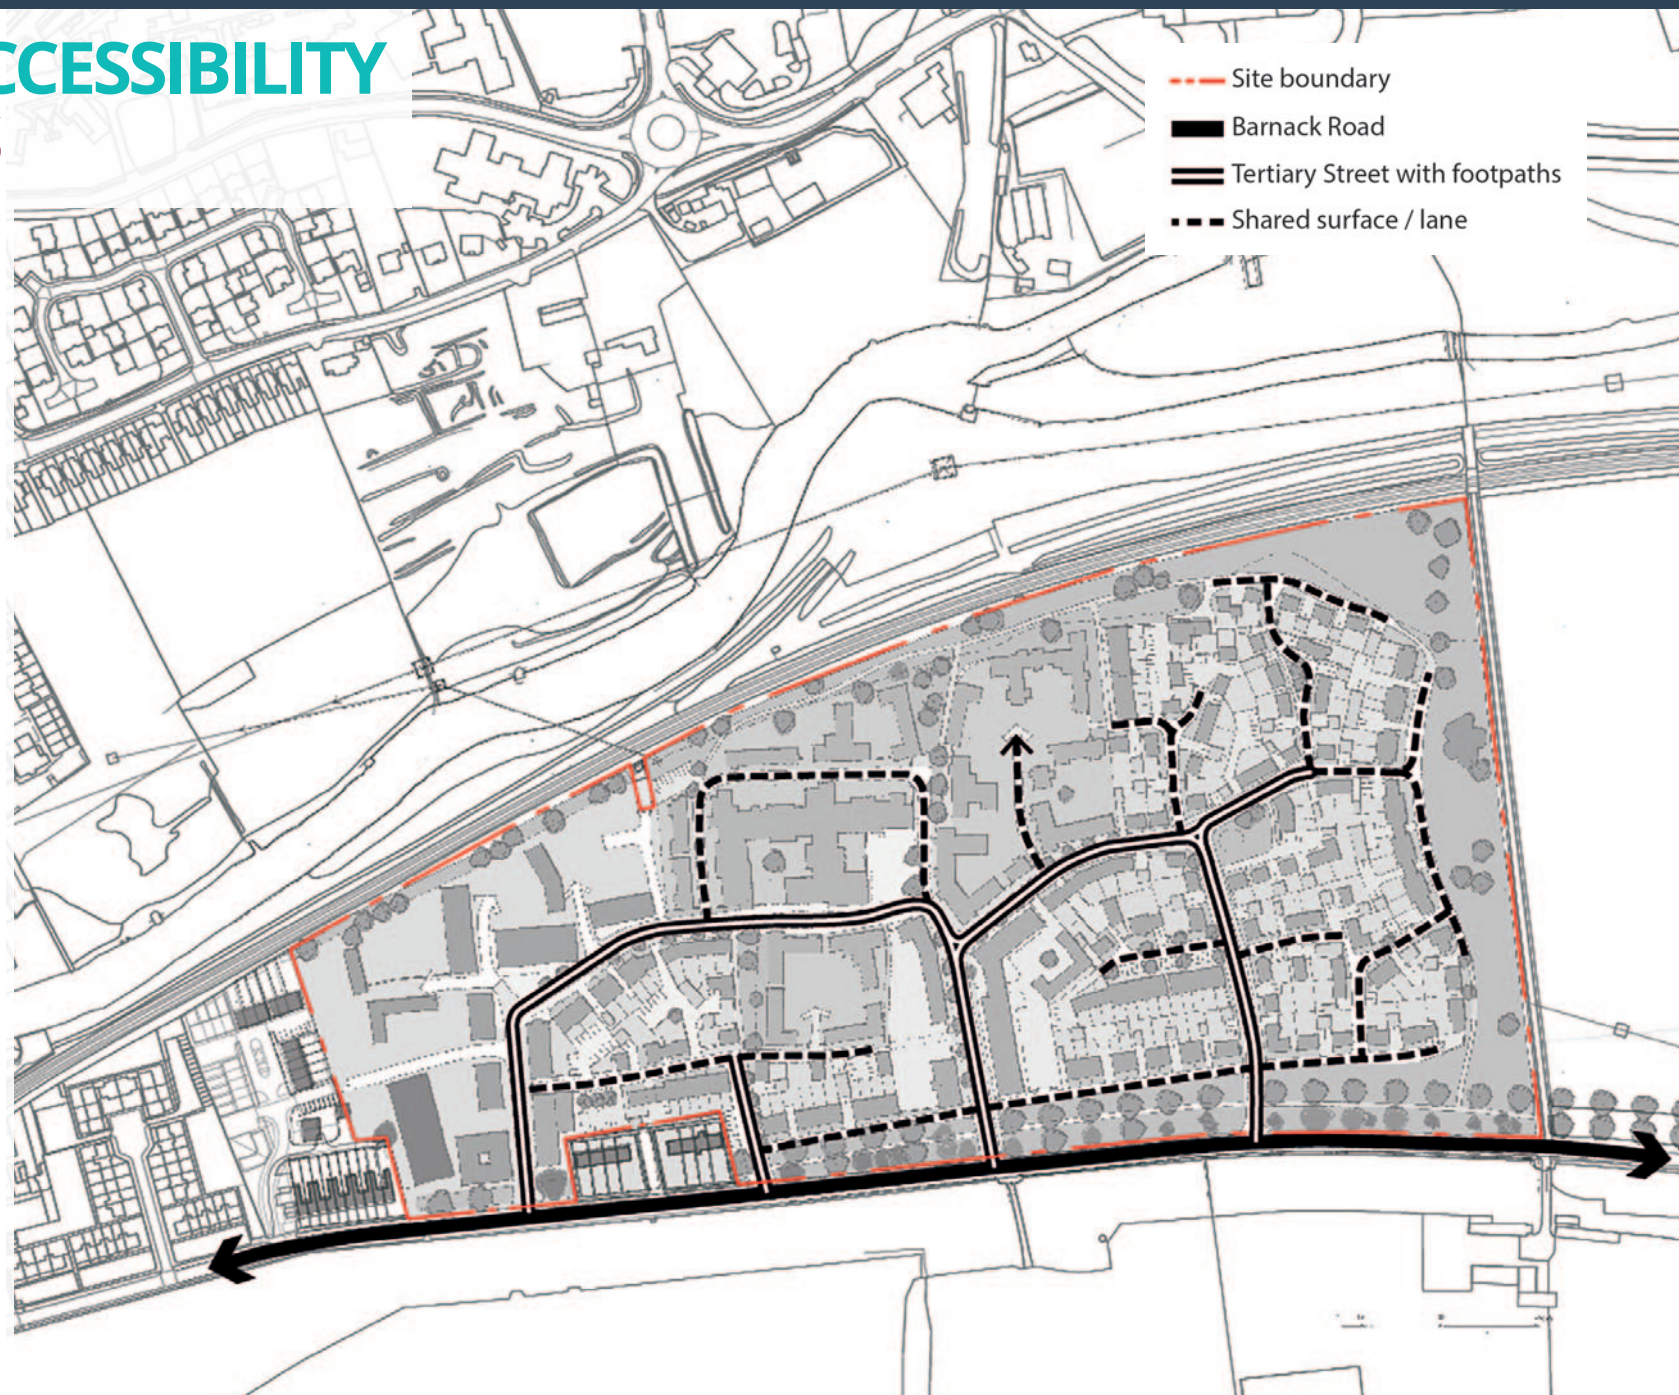 CCESSIBILITY
Site boundary
Barnack Road
Tertiary Street with footpaths
Shared surface / lane